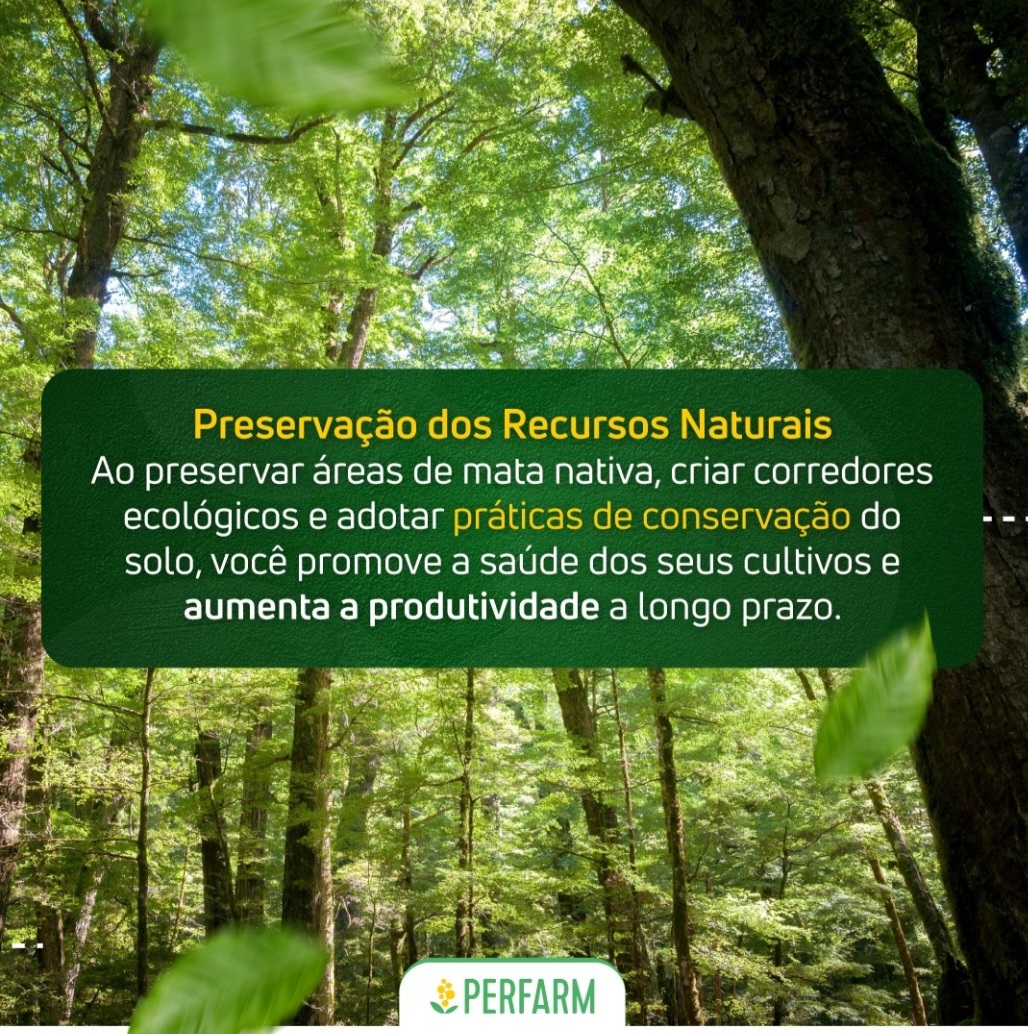 Preservação dos Recursos Naturais
Ao preservar áreas de mata nativa, criar corredores
ecológicos e adotar práticas de conservação do
solo, você promove a saúde dos seus cultivos e
aumenta a produtividade a longo prazo.
PERFARM